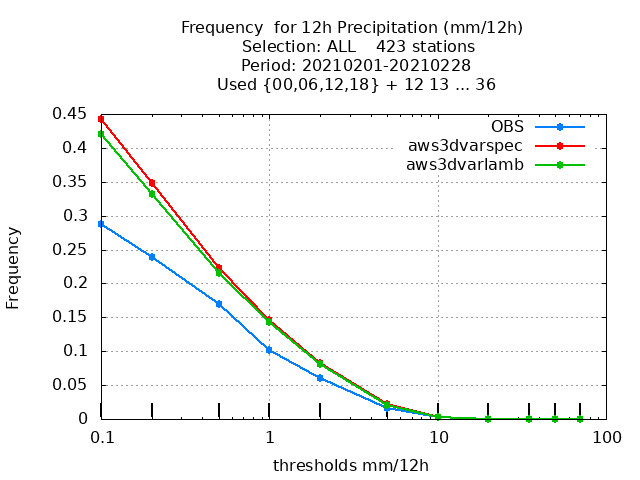 Frequency  for 12h Precipitation (mm/12h)
Selection: ALL    423 stations
Period: 20210201-20210228
Used {00,06,12,18} + 12 13 ... 36
OBS
aws3dvarspec
aws3dvarlamb
Frequency
0.45
0.4
0.35
0.3
0.25
0.2
0.15
0.1
0.05
0
0.1 1 10 100
thresholds mm/12h